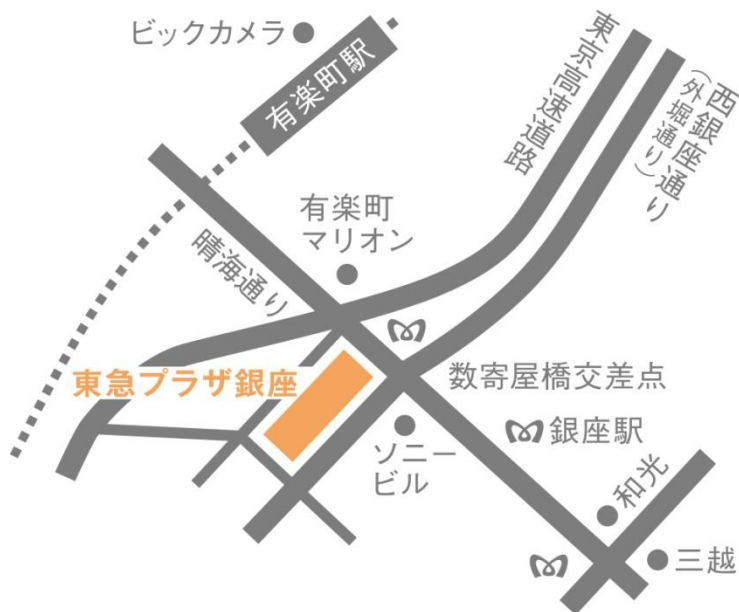 ビックカメラ
有楽町駅
東京高速道路
西銀座通り
（外堀通り）
有楽町
マリオン
晴海通り
東急プラザ銀座
数寄屋橋交差点
ソニー
ビル
銀座駅
和光
三越